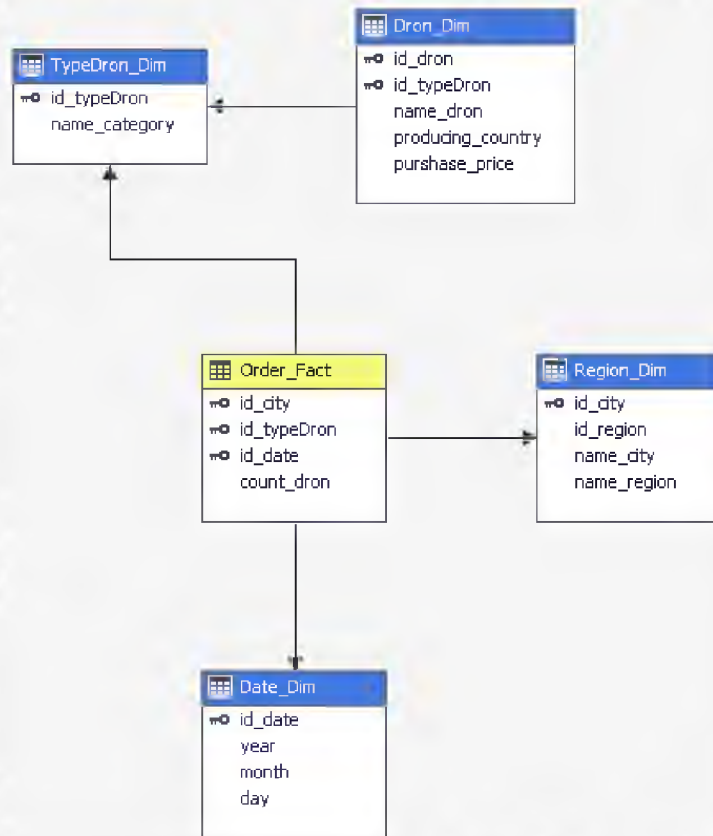 Dron_Dim
id_dron
id_typeDron
name_dron
producing_country
purshase_price
TypeDron_Dim
id_typeDron
name_category
Order_Fact
id_city
id_typeDron
id_date
count_dron
Region_Dim
id_city
id_region
name_city
name_region
Date_Dim
id_date
year
month
day